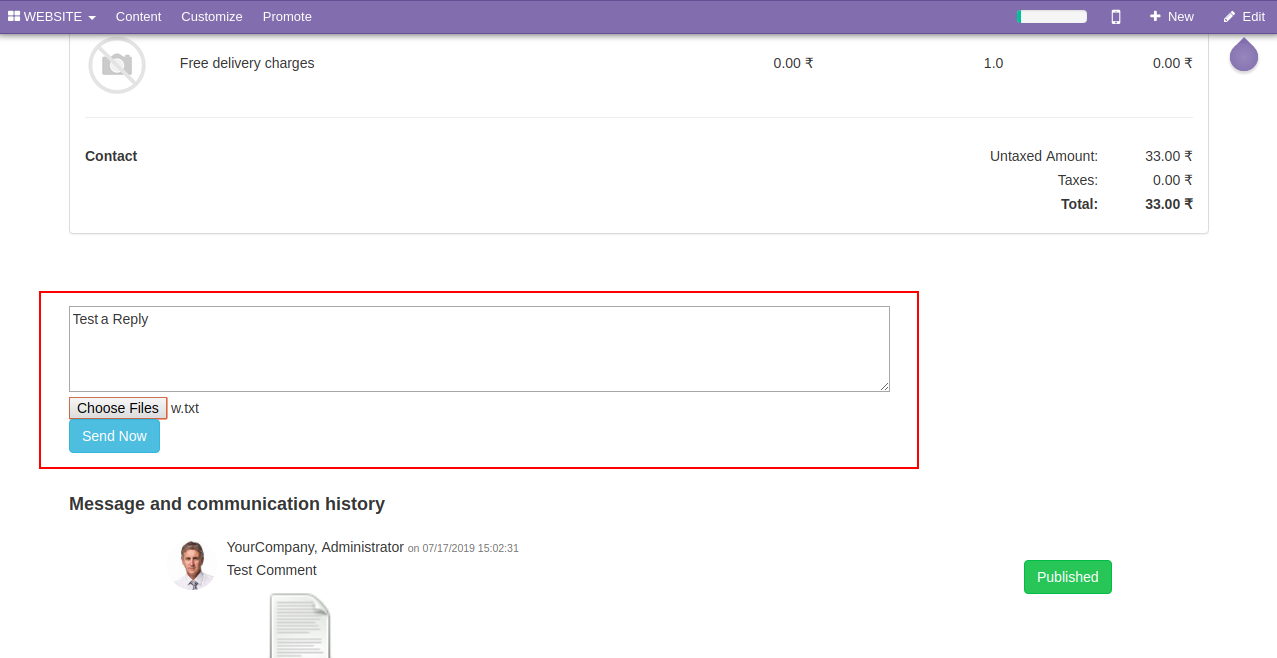 WEBSITE Content Customize Promote New Edit
Free delivery charges 0.00 ₹ 1.0 0.00 ₹
Contact Untaxed Amount: 33.00 ₹
Taxes: 0.00 ₹
Total: 33.00 ₹
Test a Reply
Choose Files w.txt
Send Now
Message and communication history
YourCompany, Administrator on 07/17/2019 15:02:31
Test Comment
Published